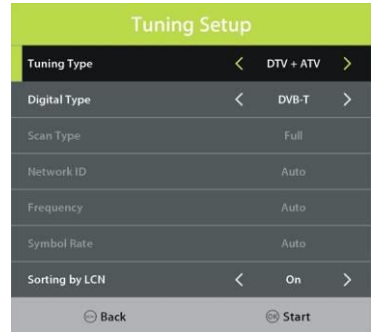 Tuning Setup
Tuning Type < DTV + ATV >
Digital Type < DVB-T >
Scan Type Full
Network ID Auto
Frequency Auto
Symbol Rate Auto
Sorting by LCN < On >
Back OK Start